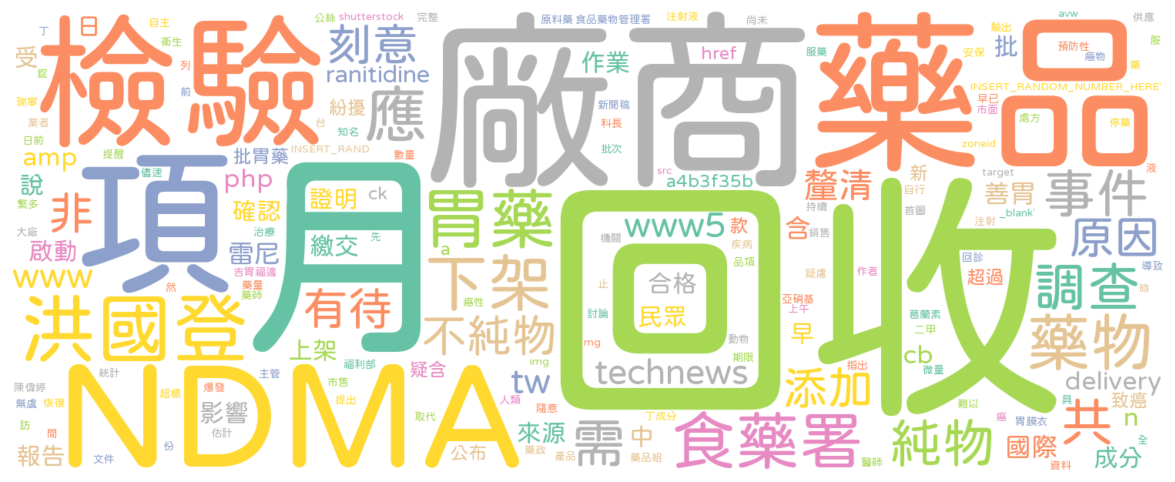 檢驗
廠商
藥品
回收
項
月
NDMA
洪國登
日
丁
自主
公絲
shutterstock
完整
原料藥
食品藥物管理署
注射液
尚未
avw
供應
受
衛生
刻意
ranitidine
作業
href
服藥
安保
批
驗出
預防性
癌物
胺
藥
錠
列
前
瑞寧
應
紛擾
新聞稿
INSERT_RANDOM_NUMBER_HERE
業者
台
知名
科長
早已
市面
處方
停藥
日前
提醒
INSERT_RAND
數量
批次
zoneid
液
amp
批胃藥
src
a4b3f35b
釐清
新
target
說
儘速
php
證明
ck
胃藥
款
自行
善胃
事件
繁多
非
確認
www5
含
持續
首圖
注射
_blank'
大廠
啟動
治療
繳交
先
a
機關
疾病
銷售
原因
雷尼
品項
回診
導致
www
吉胃福適
合格
疑慮
作者
超過
調查
時
然
藥量
藥師
有待
下架
癌性
止
討論
民眾
亞硝基
上午
葛蘭素
二甲
不純物
mg
動物
早
藥物
上架
福利部
疑含
img
期限
technews
指出
cb
微量
陳偉婷
統計
主管
市售
tw
添加
delivery
無虞
恢復
超標
爆發
提出
人類
隨意
具
致癌
影響
取代
丁成分
難以
癌
胃膜衣
n
共
訪
間
估計
來源
需
中
食藥署
純物
國際
全
報告
文件
份
公布
藥政
產品
藥品組
醫師
資料
成分